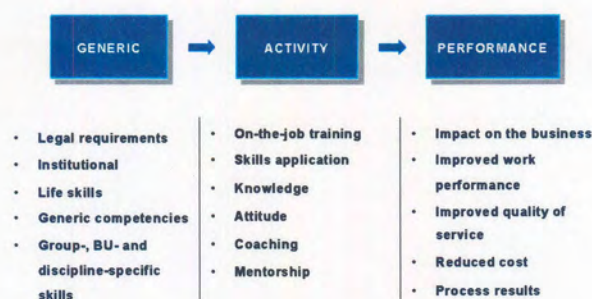 GENERIC
ACTIVITY
PERFORMANCE
• Legal requirements
• Institutional
• Life skills
• Generic competencies
• Group-, BU- and
discipline-specific
skills
• On-the-job training
• Skills application
• Knowledge
• Attitude
• Coaching
• Mentorship
• Impact on the business
• Improved work
performance
• Improved quality of
service
• Reduced cost
• Process results